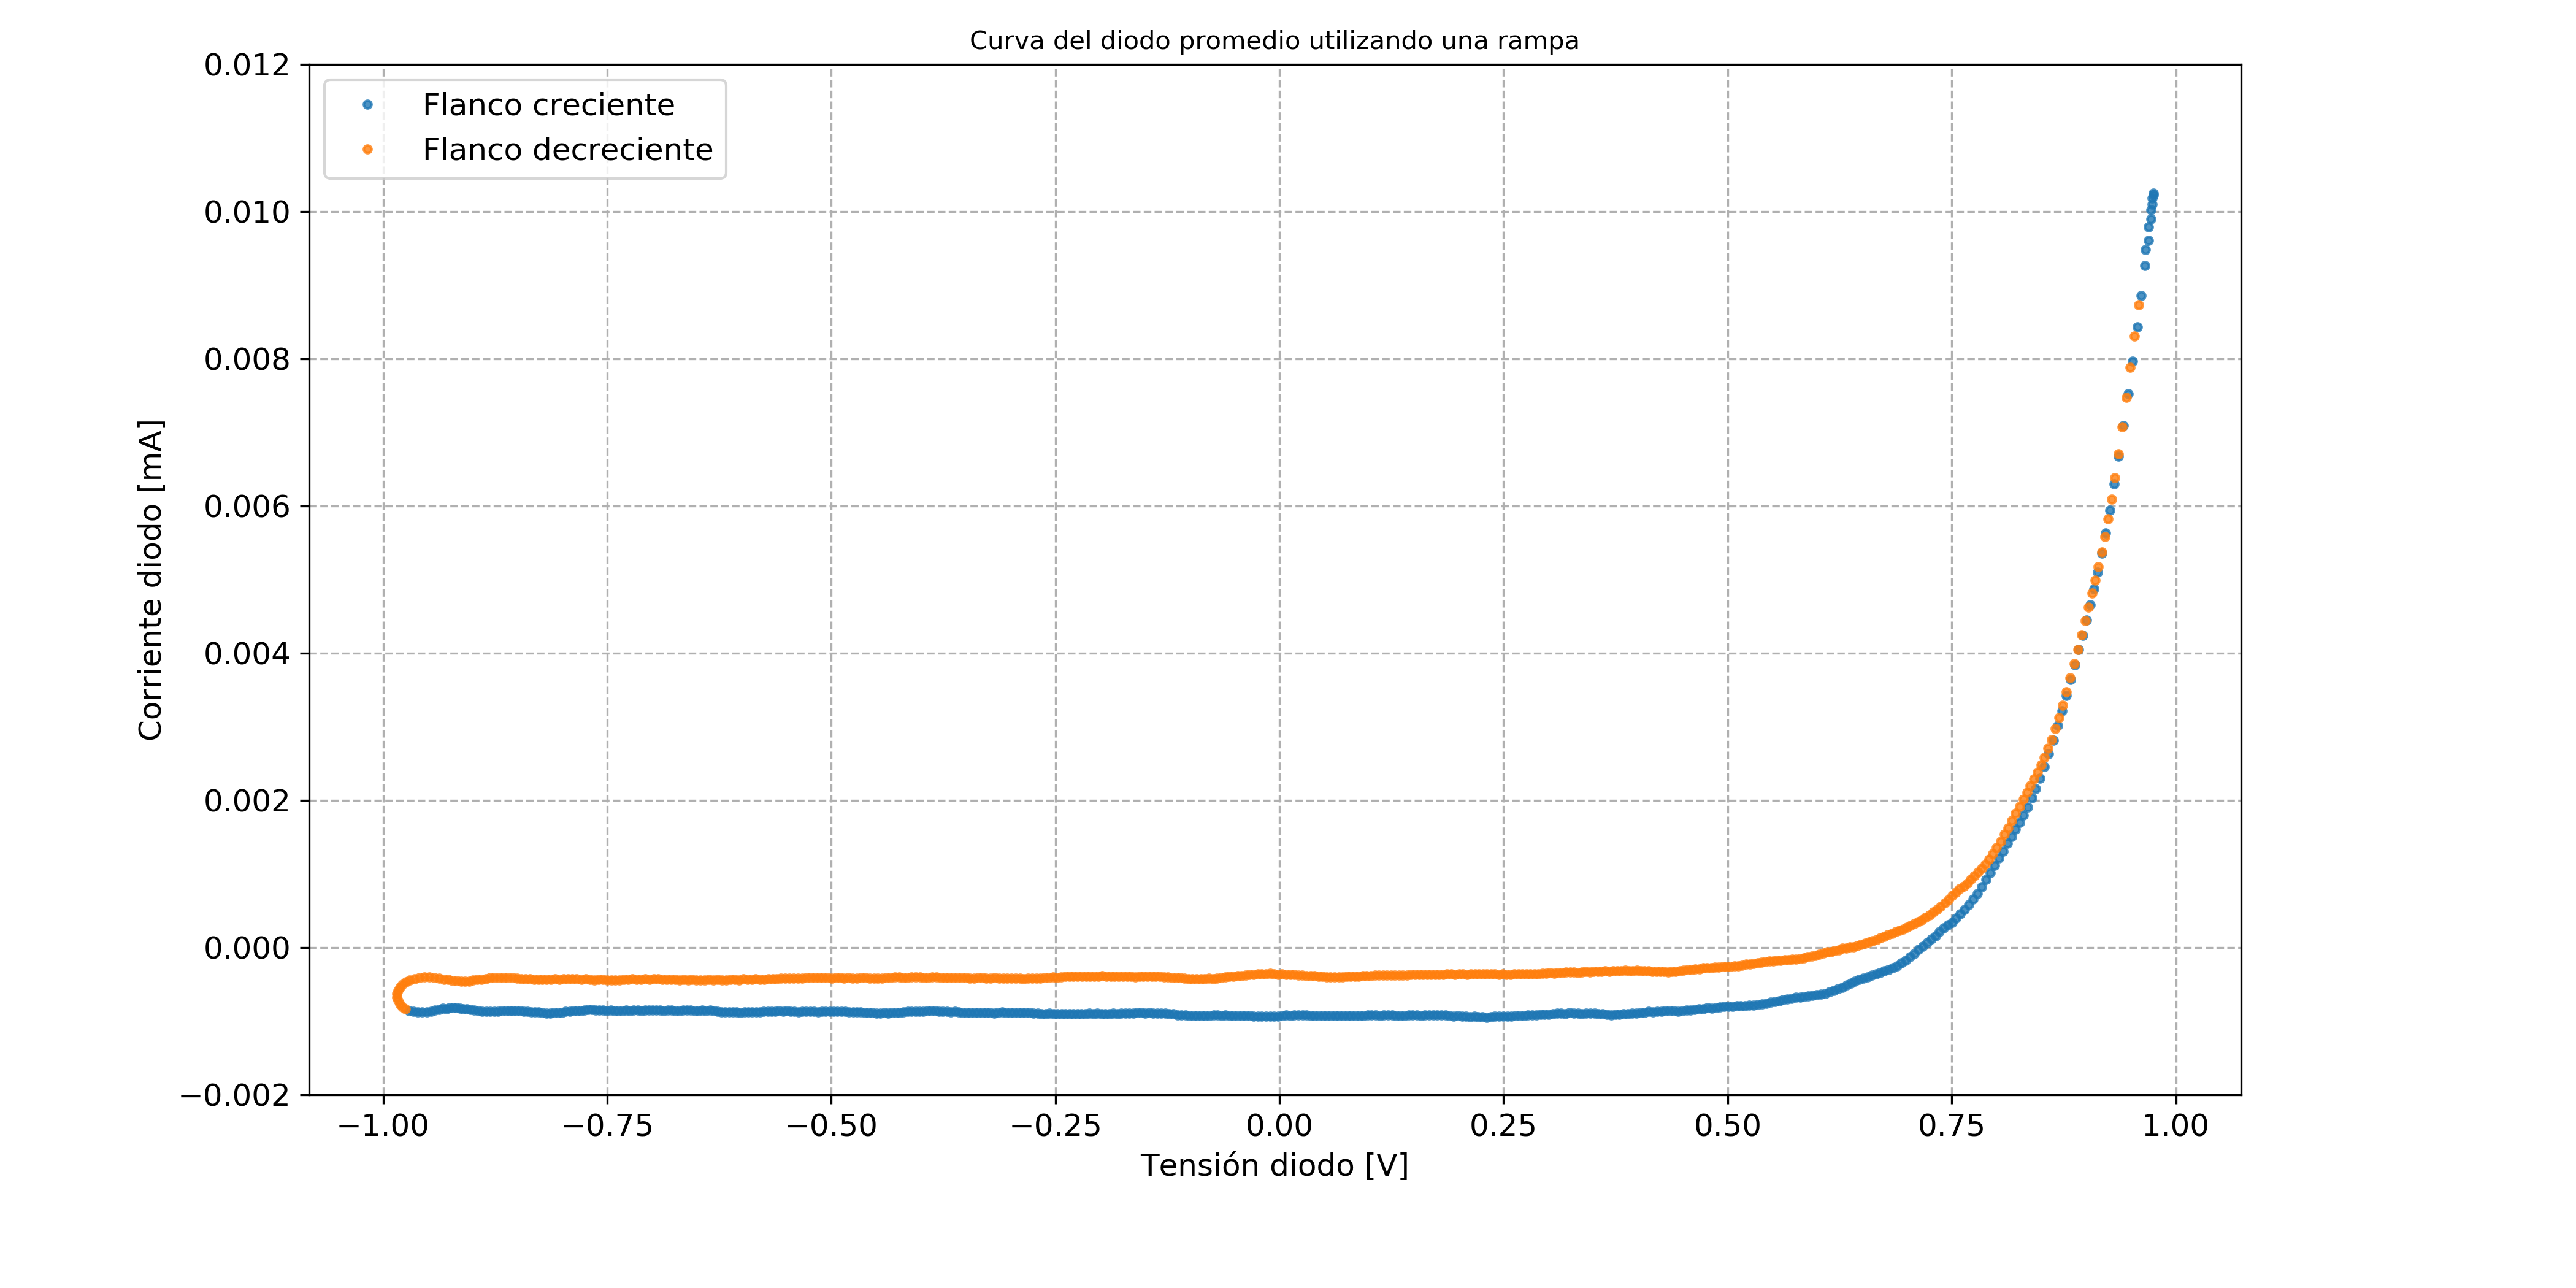 Curva del diodo promedio utilizando una rampa
0.012
0.010
0.008
0.006
0.004
0.002
0.000
−0.002
Flanco creciente
Flanco decreciente
Corriente diodo [mA]
−1.00 −0.75 −0.50 −0.25 0.00 0.25 0.50 0.75 1.00
Tensión diodo [V]